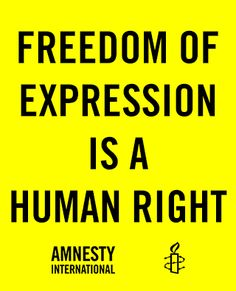 FREEDOM OF
EXPRESSION
IS A
HUMAN RIGHT
AMNESTY
INTERNATIONAL